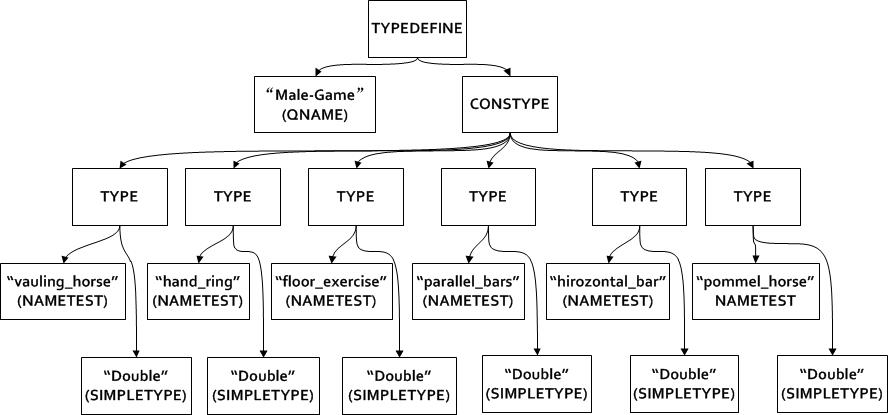 TYPEDEFINE
“Male-Game”
(QNAME)
CONSTYPE
TYPE
TYPE
TYPE
TYPE
TYPE
TYPE
“vauling_horse”
(NAMETEST)
“hand_ring”
(NAMETEST)
“floor_exercise”
(NAMETEST)
“parallel_bars”
(NAMETEST)
“hirozontal_bar”
(NAMETEST)
“pommel_horse”
NAMETEST
“Double”
(SIMPLETYPE)
“Double”
(SIMPLETYPE)
“Double”
(SIMPLETYPE)
“Double”
(SIMPLETYPE)
“Double”
(SIMPLETYPE)
“Double”
(SIMPLETYPE)